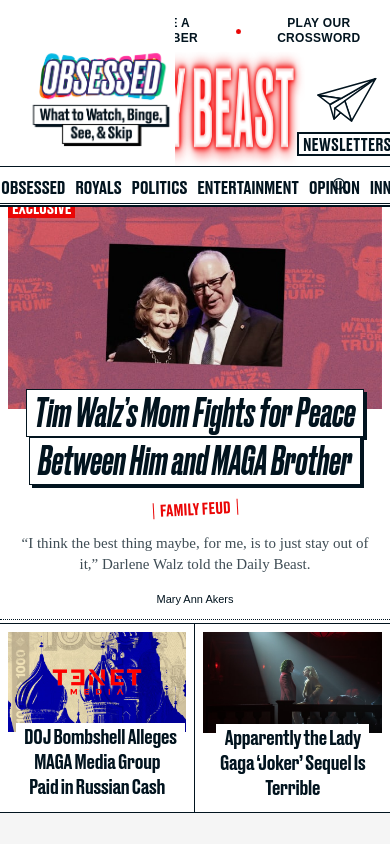 E A
BER
PLAY OUR
CROSSWORD
OBSESSED
What to Watch, Binge,
See, & Skip
Y BEAST
NEWSLETTERS
OBSESSED ROYALS POLITICS ENTERTAINMENT OPINION INN
EXCLUSIVE
WALZ'S
FOR
TRUMP
Tim Walz’s Mom Fights for Peace
Between Him and MAGA Brother
FAMILY FEUD
“I think the best thing maybe, for me, is to just stay out of
it,” Darlene Walz told the Daily Beast.
Mary Ann Akers
1000
TENET
MEDIA
DOJ Bombshell Alleges
MAGA Media Group
Paid in Russian Cash
Apparently the Lady
Gaga ‘Joker’ Sequel Is
Terrible